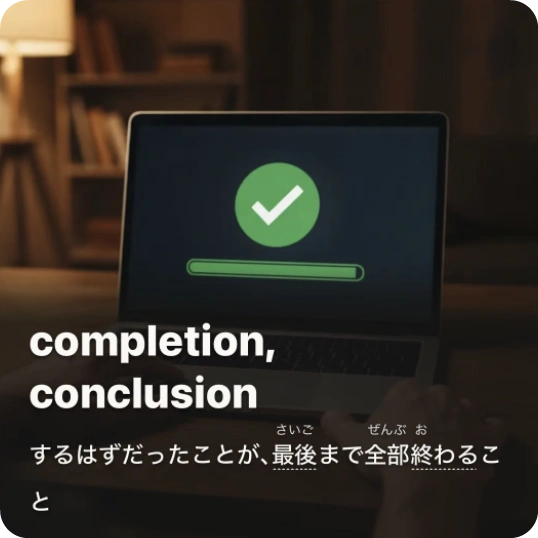 completion,
conclusion
さいご ぜんぶ お
するはずだったことが、最後まで全部終わるこ
と